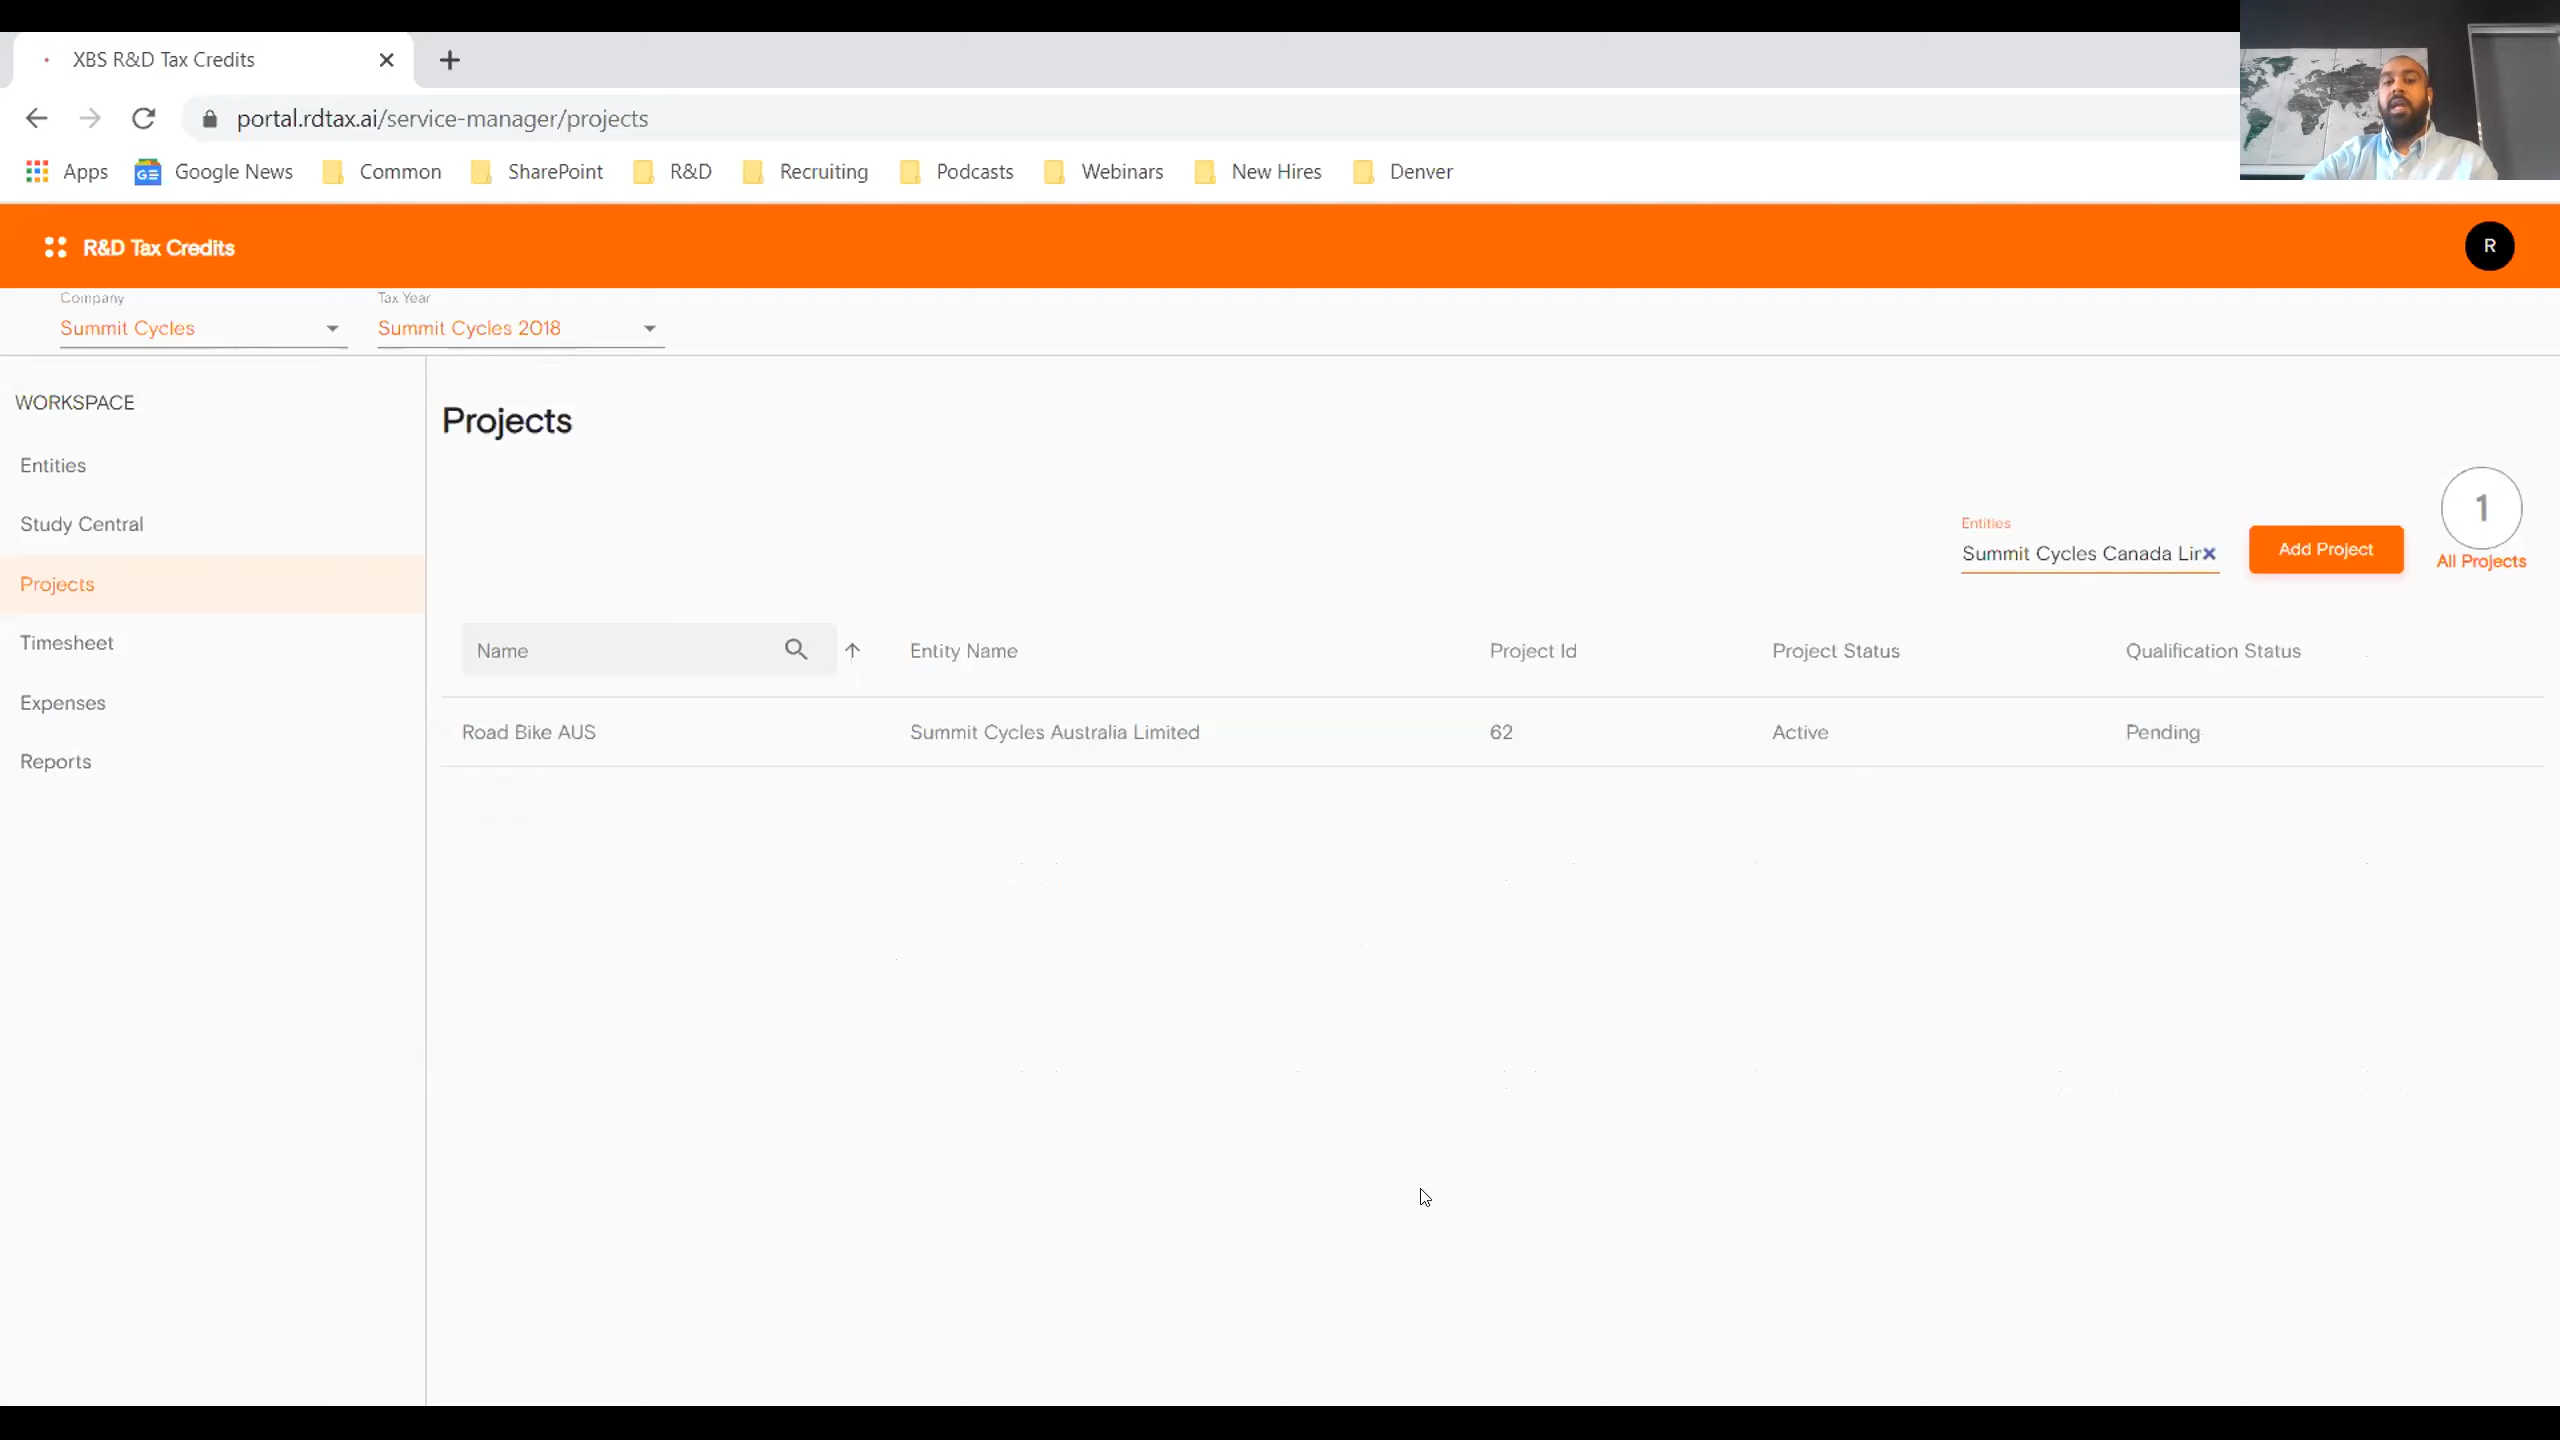 XBS R&D Tax Credits
portal.rdtax.ai/service-manager/projects
Apps
Google News
Common
SharePoint
R&D
Recruiting
Podcasts
Webinars
New Hires
Denver
R&D Tax Credits
R
Company
Tax Year
Summit Cycles
Summit Cycles 2018
WORKSPACE
Entities
Study Central
Projects
Timesheet
Expenses
Reports
Projects
Entities
Summit Cycles Canada Lir
Add Project
1
All Projects
Name
Entity Name
Project Id
Project Status
Qualification Status
Road Bike AUS
Summit Cycles Australia Limited
62
Active
Pending